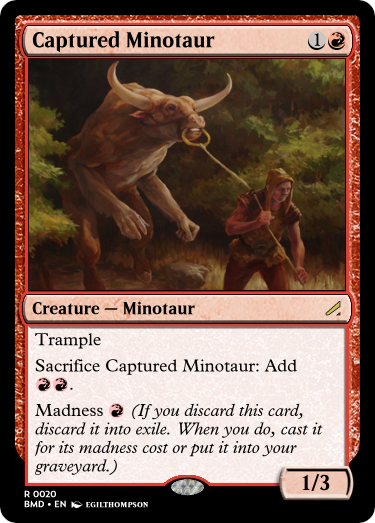 Captured Minotaur 1
Creature — Minotaur
Trample
Sacrifice Captured Minotaur: Add
.
Madness (If you discard this card,
discard it into exile. When you do, cast it
for its madness cost or put it into your
graveyard.)
1/3
R 0020
BMD • EN EGILTHOMPSON